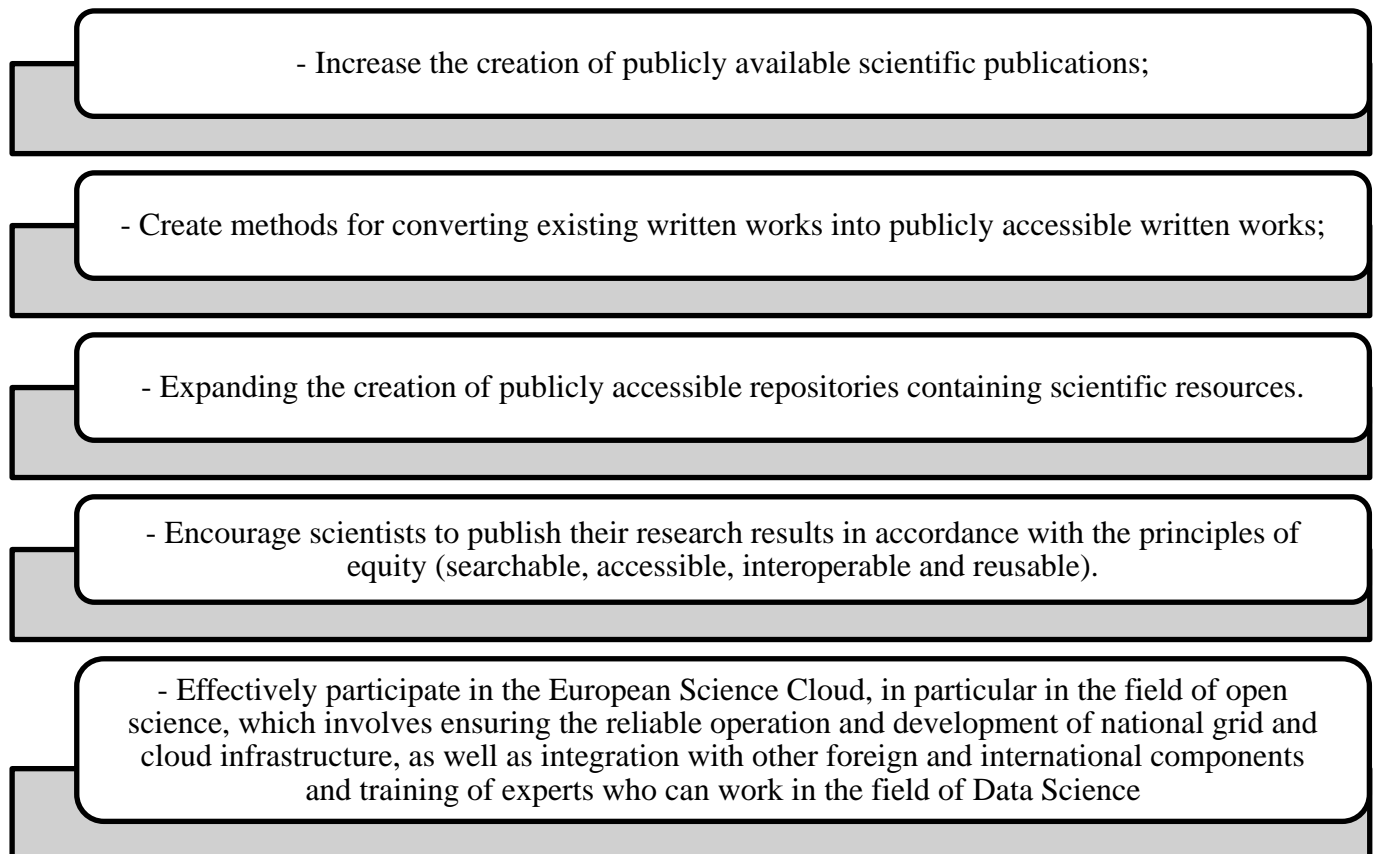 - Increase the creation of publicly available scientific publications;
- Create methods for converting existing written works into publicly accessible written works;
- Expanding the creation of publicly accessible repositories containing scientific resources.
- Encourage scientists to publish their research results in accordance with the principles of
equity (searchable, accessible, interoperable and reusable).
- Effectively participate in the European Science Cloud, in particular in the field of open
science, which involves ensuring the reliable operation and development of national grid and
cloud infrastructure, as well as integration with other foreign and international components
and training of experts who can work in the field of Data Science